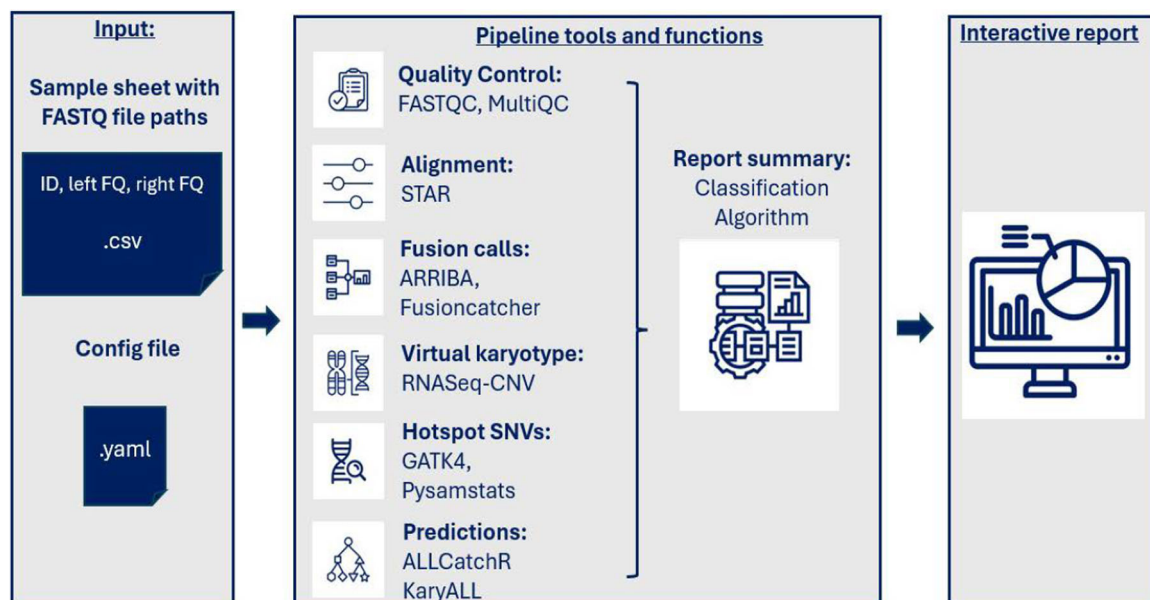 Input:
Sample sheet with
FASTQ file paths
ID, left FQ, right FQ
.csv
Config file
.yaml
Pipeline tools and functions
Quality Control:
FASTQC, MultiQC
Alignment:
STAR
Fusion calls:
ARRIBA,
Fusioncatcher
Virtual karyotype:
RNASeq-CNV
Hotspot SNVs:
GATK4,
Pysamstats
Predictions:
ALLCatchR
KaryALL
Report summary:
Classification
Algorithm
Interactive report